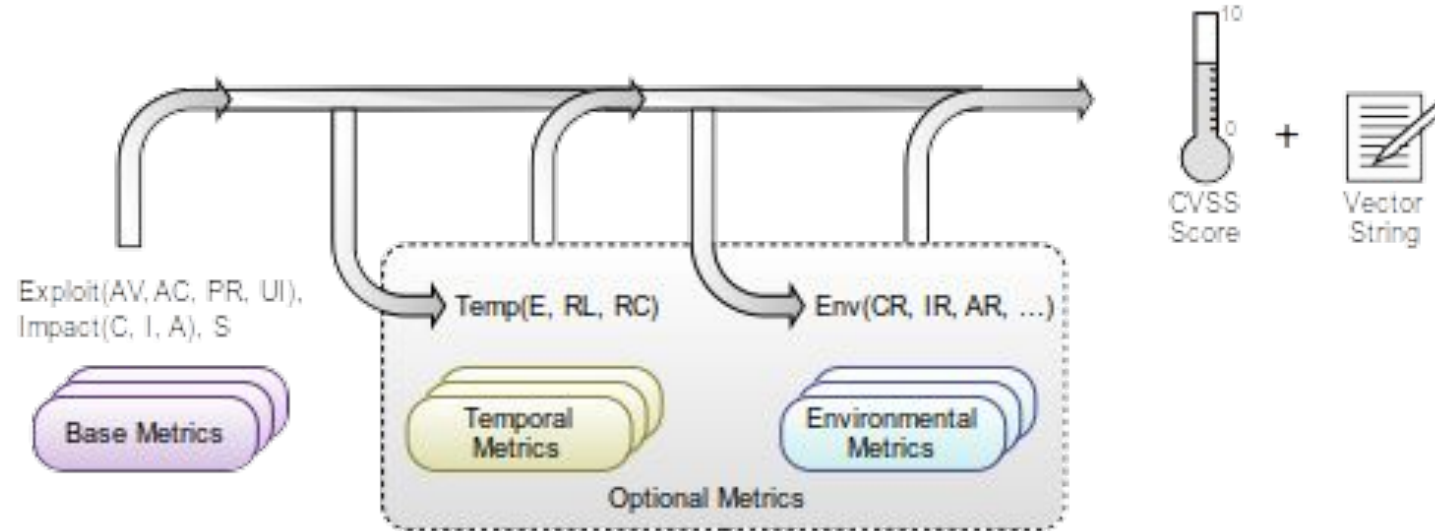 10
0
+
CVSS
Score
Vector
String
Exploit(AV, AC, PR, UI),
Impact(C, I, A), S
Temp(E, RL, RC)
Env(CR, IR, AR, ...)
Base Metrics
Temporal
Metrics
Environmental
Metrics
Optional Metrics